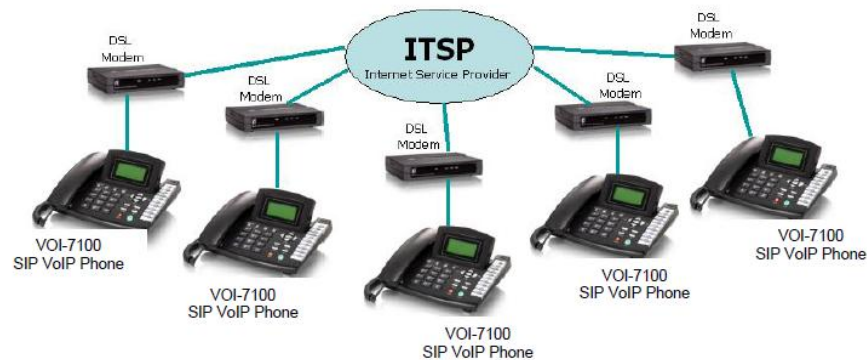 ITSP
Internet Service Provider
DSL
Modem
DSL
Modem
DSL
Modem
DSL
Modem
DSL
Modem
VOI-7100
SIP VoIP Phone
VOI-7100
SIP VoIP Phone
VOI-7100
SIP VoIP Phone
VOI-7100
SIP VoIP Phone
VOI-7100
SIP VoIP Phone